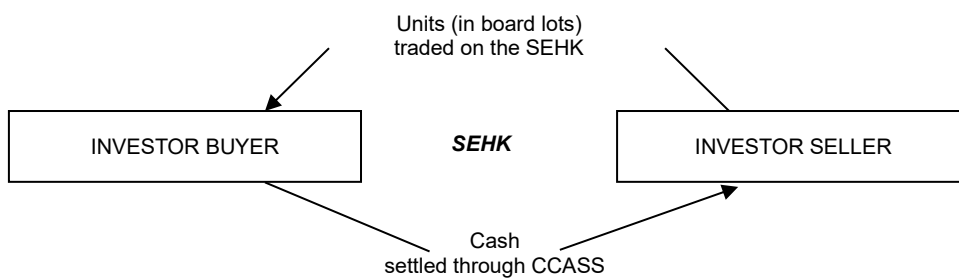 Units (in board lots)
traded on the SEHK
INVESTOR BUYER
SEHK
INVESTOR SELLER
Cash
settled through CCASS